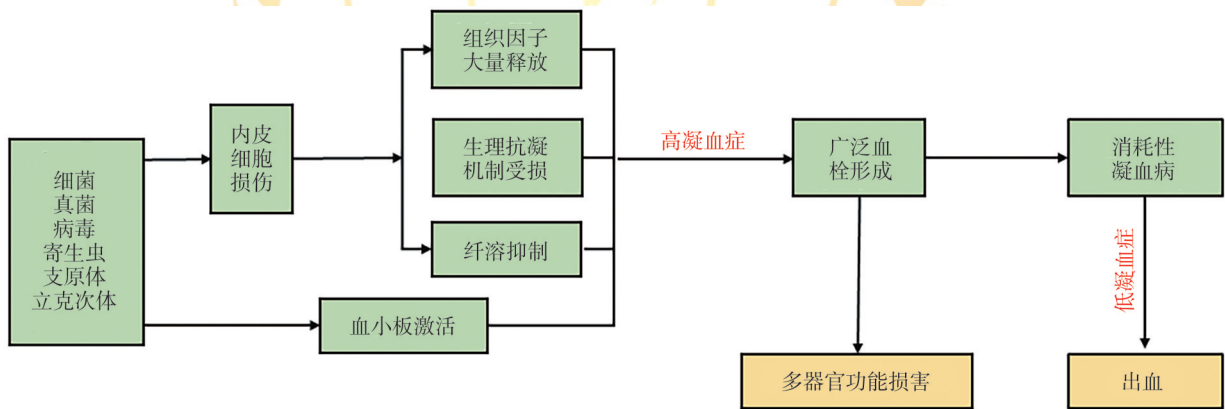 细菌
真菌
病毒
寄生虫
支原体
立克次体
内皮
细胞
损伤
组织因子
大量释放
生理抗凝
机制受损
纤溶抑制
血小板激活
高凝血症
广泛血
栓形成
消耗性
凝血病
低凝血症
多器官功能损害
出血